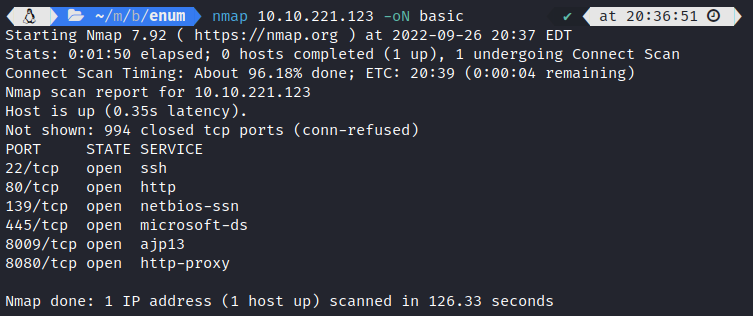 ~/m/b/enum nmap 10.10.221.123 -oN basic ✔ at 20:36:51
Starting Nmap 7.92 ( https://nmap.org ) at 2022-09-26 20:37 EDT
Stats: 0:01:50 elapsed; 0 hosts completed (1 up), 1 undergoing Connect Scan
Connect Scan Timing: About 96.18% done; ETC: 20:39 (0:00:04 remaining)
Nmap scan report for 10.10.221.123
Host is up (0.35s latency).
Not shown: 994 closed tcp ports (conn-refused)
PORT     STATE SERVICE
22/tcp   open  ssh
80/tcp   open  http
139/tcp  open  netbios-ssn
445/tcp  open  microsoft-ds
8009/tcp open  ajp13
8080/tcp open  http-proxy
Nmap done: 1 IP address (1 host up) scanned in 126.33 seconds